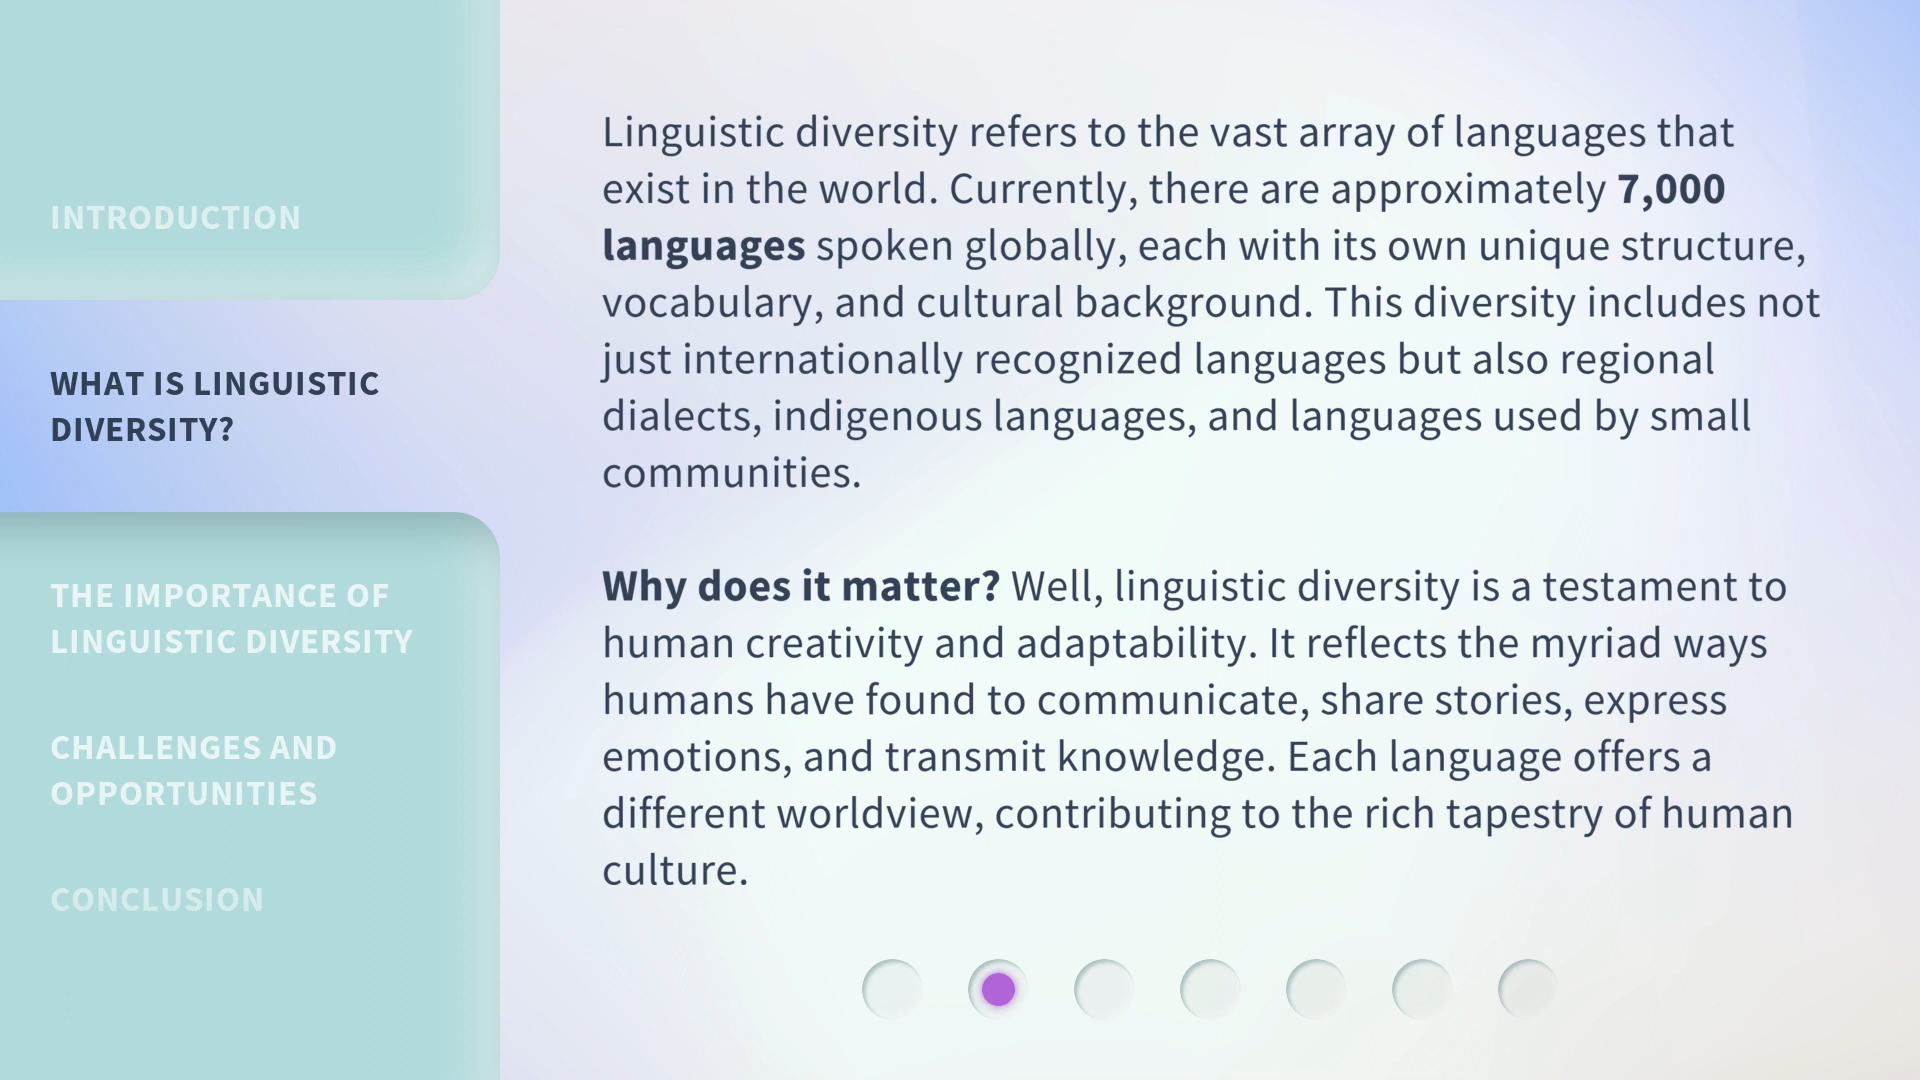 INTRODUCTION
WHAT IS LINGUISTIC
DIVERSITY?
THE IMPORTANCE OF
LINGUISTIC DIVERSITY
CHALLENGES AND
OPPORTUNITIES
CONCLUSION
Linguistic diversity refers to the vast array of languages that
exist in the world. Currently, there are approximately 7,000
languages spoken globally, each with its own unique structure,
vocabulary, and cultural background. This diversity includes not
just internationally recognized languages but also regional
dialects, indigenous languages, and languages used by small
communities.
Why does it matter? Well, linguistic diversity is a testament to
human creativity and adaptability. It reflects the myriad ways
humans have found to communicate, share stories, express
emotions, and transmit knowledge. Each language offers a
different worldview, contributing to the rich tapestry of human
culture.